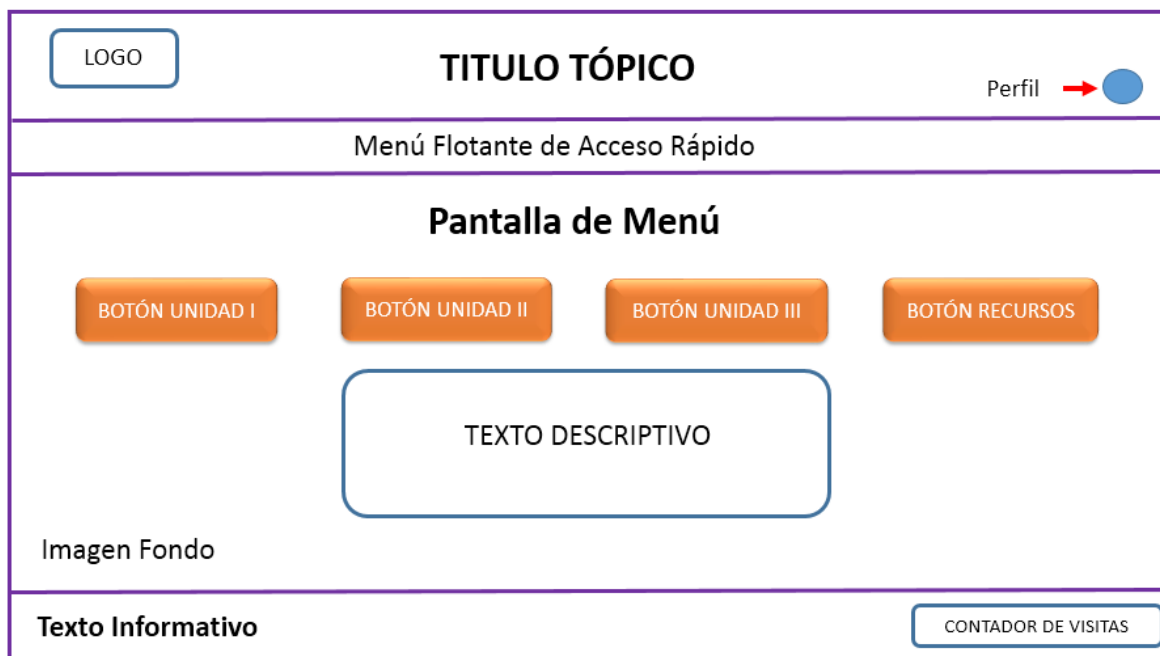 LOGO
TITULO TÓPICO
Perfil
Menú Flotante de Acceso Rápido
Pantalla de Menú
BOTÓN UNIDAD I
BOTÓN UNIDAD II
BOTÓN UNIDAD III
BOTÓN RECURSOS
TEXTO DESCRIPTIVO
Imagen Fondo
Texto Informativo
CONTADOR DE VISITAS